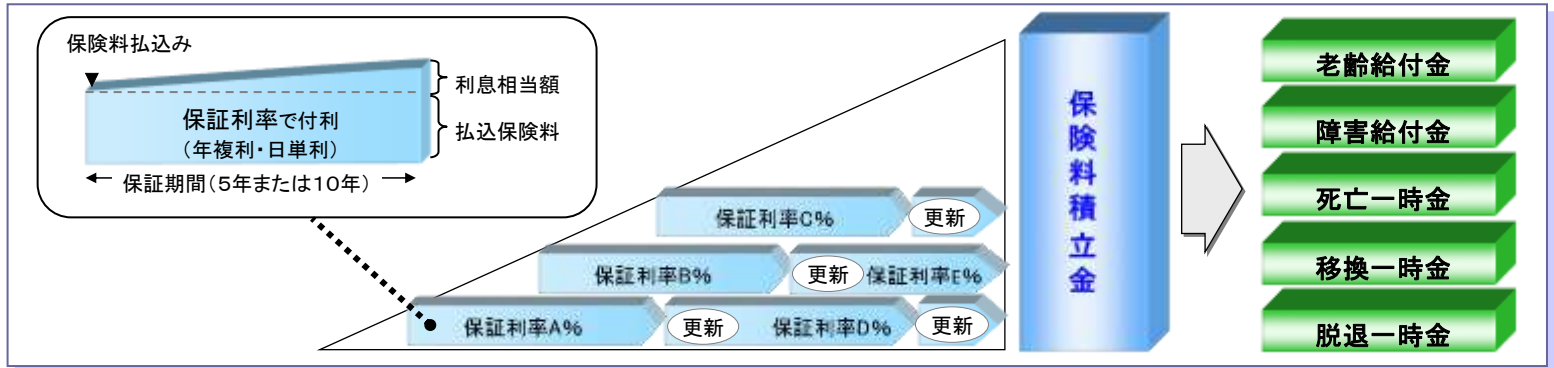 保険料払込み
利息相当額
保証利率で付利
(年複利・日単利)
払込保険料
保証期間(5年または10年)
保証利率C%
更新
保証利率B%
更新
保証利率E%
保証利率A%
更新
保証利率D%
更新
保険料積立金
老齢給付金
障害給付金
死亡一時金
移換一時金
脱退一時金